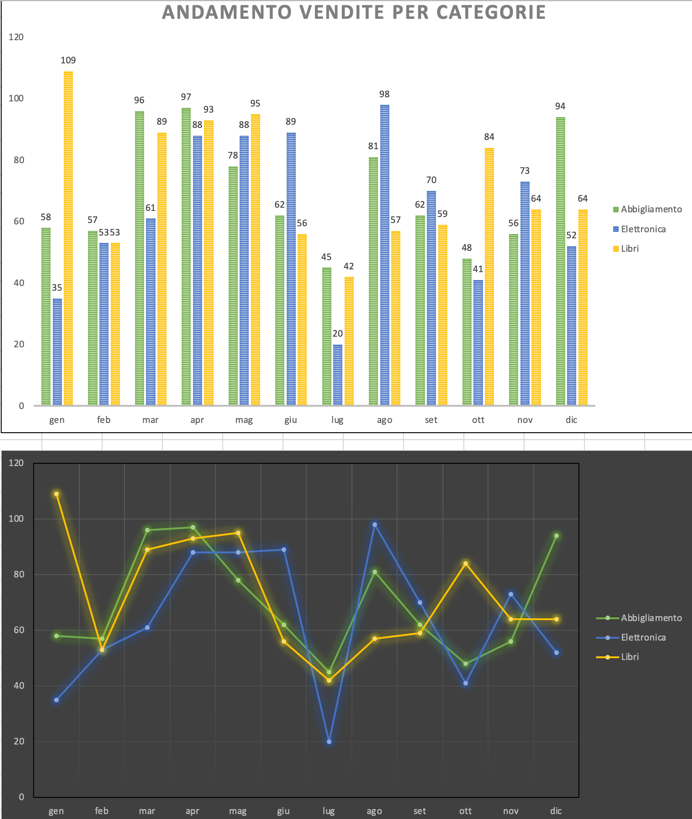 ANDAMENTO VENDITE PER CATEGORIE
120
109
100
96 97 98
95 94
93
89 88 88 89
84
81
80
78
73
70
62 62 64 64
61
60
58 57 59
56 57 56
53 53 52
48
45
42 41
40
35
20 20
0
gen feb mar apr mag giu lug ago set ott nov dic
Abbigliamento
Elettronica
Libri
120
100
80
60
40
20
0
gen feb mar apr mag giu lug ago set ott nov dic
Abbigliamento
Elettronica
Libri